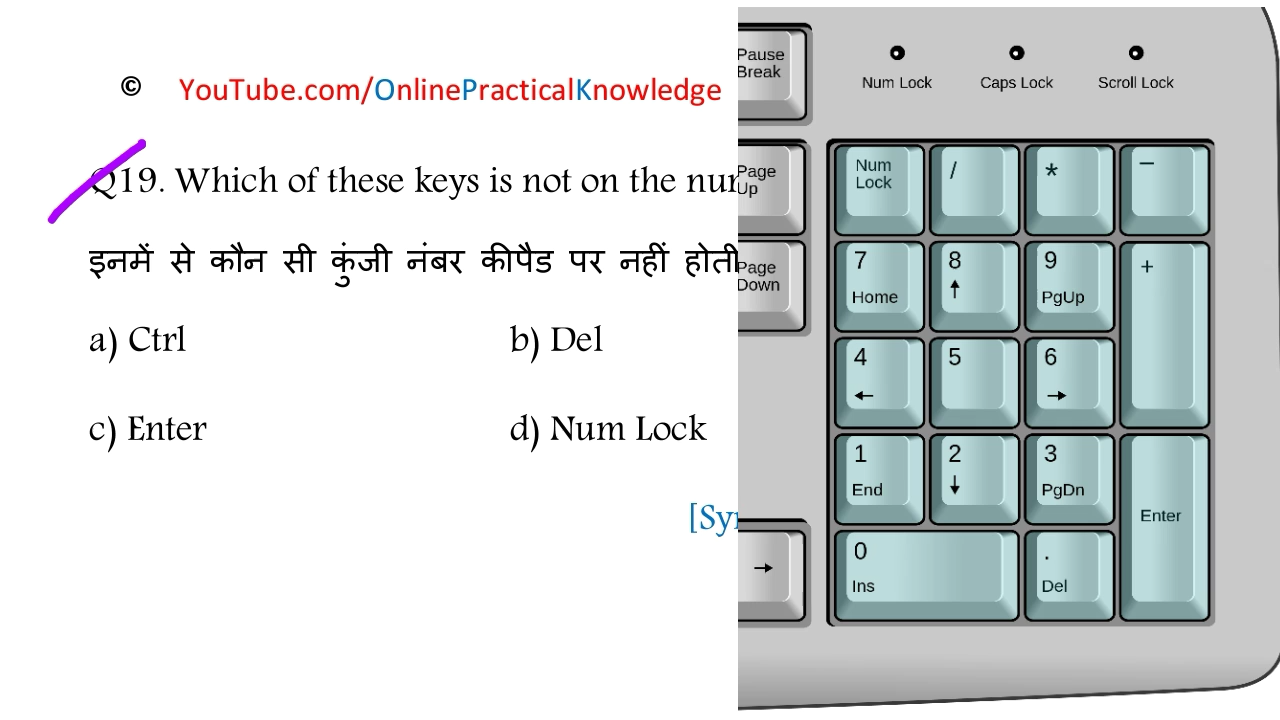 © YouTube.com/OnlinePracticalKnowledge
Q19. Which of these keys is not on the
इनमें से कौन सी कुंजी नंबर कीपैड पर नहीं होती
a) Ctrl b) Del
c) Enter d) Num Lock
Pause
Break
Num Lock Caps Lock Scroll Lock
Page
Up
Page
Down
→
Num
Lock / * −
7 8 9 +
Home ↑ PgUp
4 5 6
← →
1 2 3
End ↓ PgDn
Enter
0 .
Ins Del